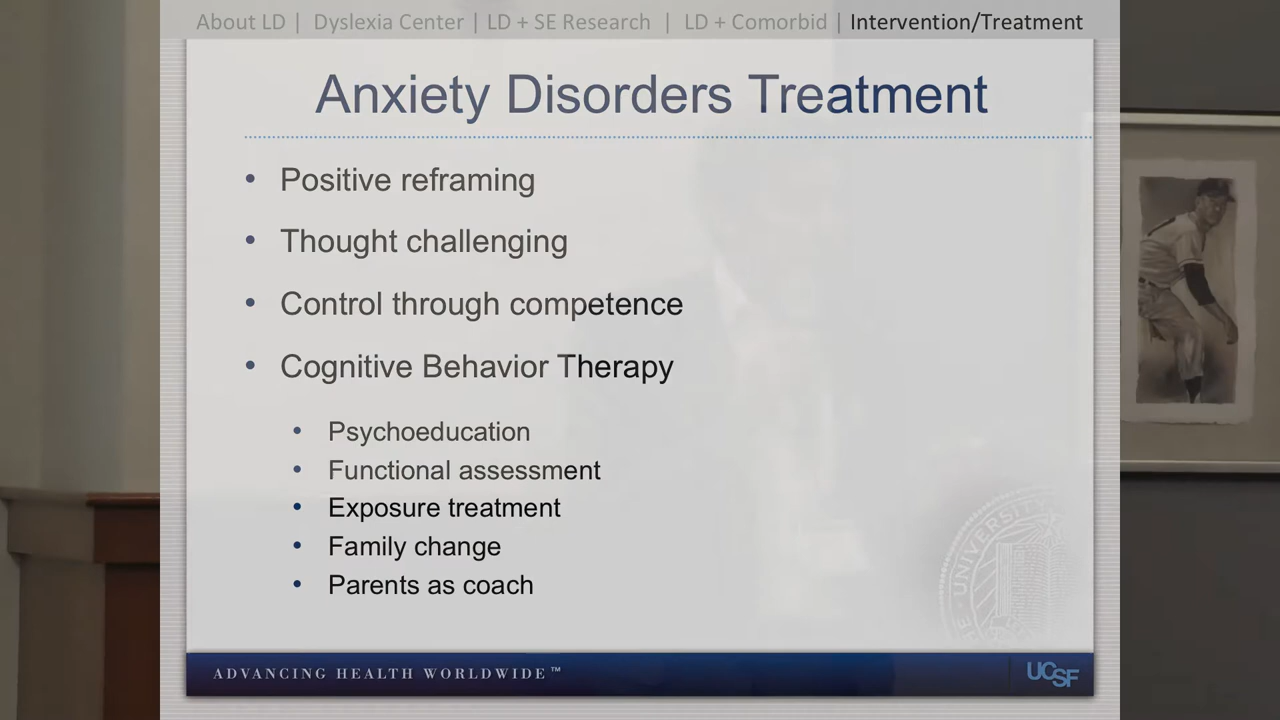 About LD | Dyslexia Center | LD + SE Research | LD + Comorbid | Intervention/Treatment
Anxiety Disorders Treatment
• Positive reframing
• Thought challenging
• Control through competence
• Cognitive Behavior Therapy
• Psychoeducation
• Functional assessment
• Exposure treatment
• Family change
• Parents as coach
UNIVERSITY
ADVANCING HEALTH WORLDWIDE™
UCSF